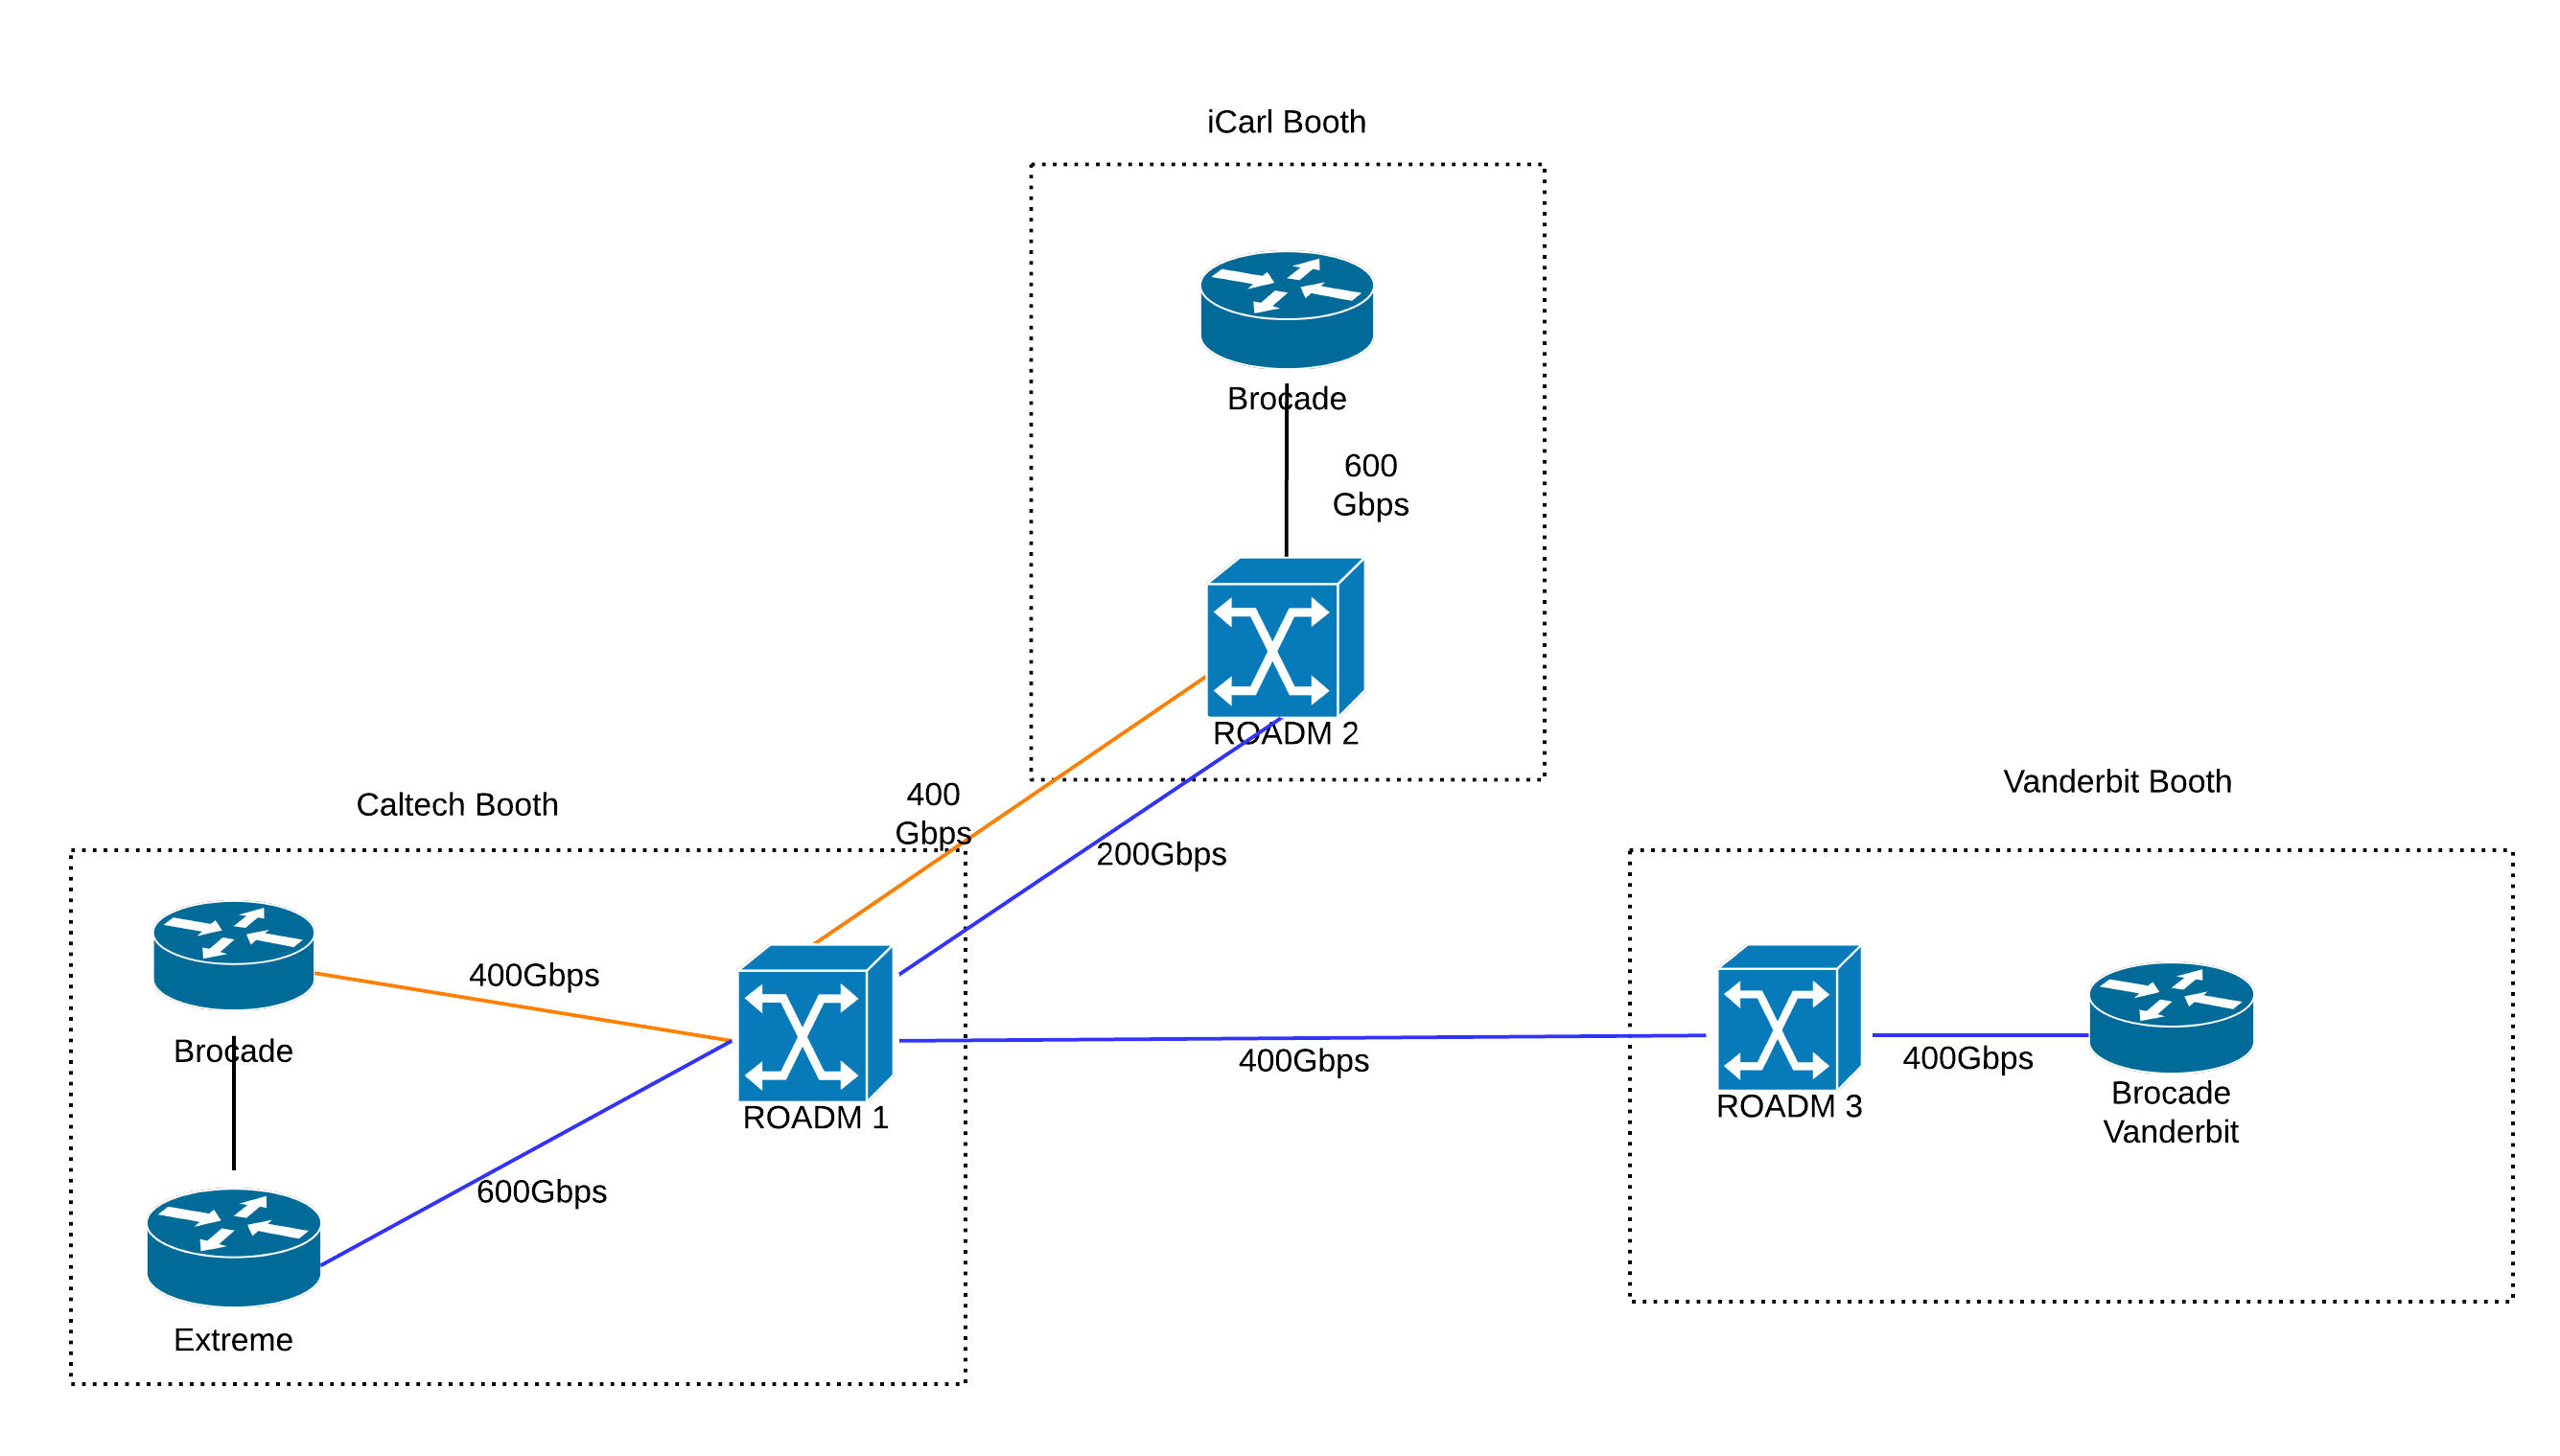 iCarl Booth
Brocade
600
Gbps
ROADM 2
Caltech Booth
400
Gbps
200Gbps
Vanderbit Booth
Brocade
400Gbps
ROADM 1
600Gbps
Extreme
400Gbps
ROADM 3
400Gbps
Brocade
Vanderbit